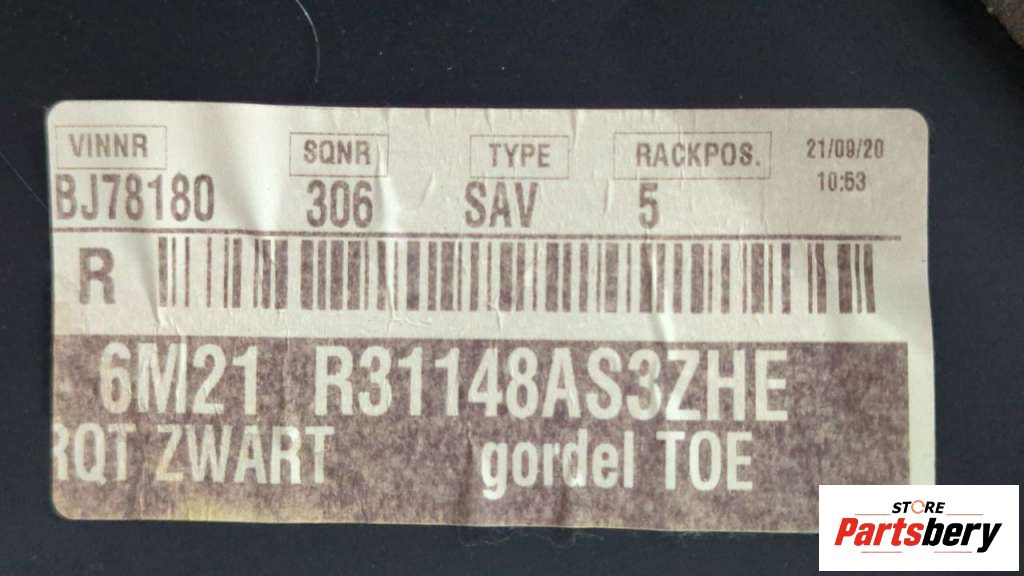 VINNR SQNR TYPE RACKPOS. 21/09/20
BJ78180 306 SAV 5 10:53
R
6M21 R31148AS3ZHE
RQT ZWART gordel TOE
STORE
Partsbery